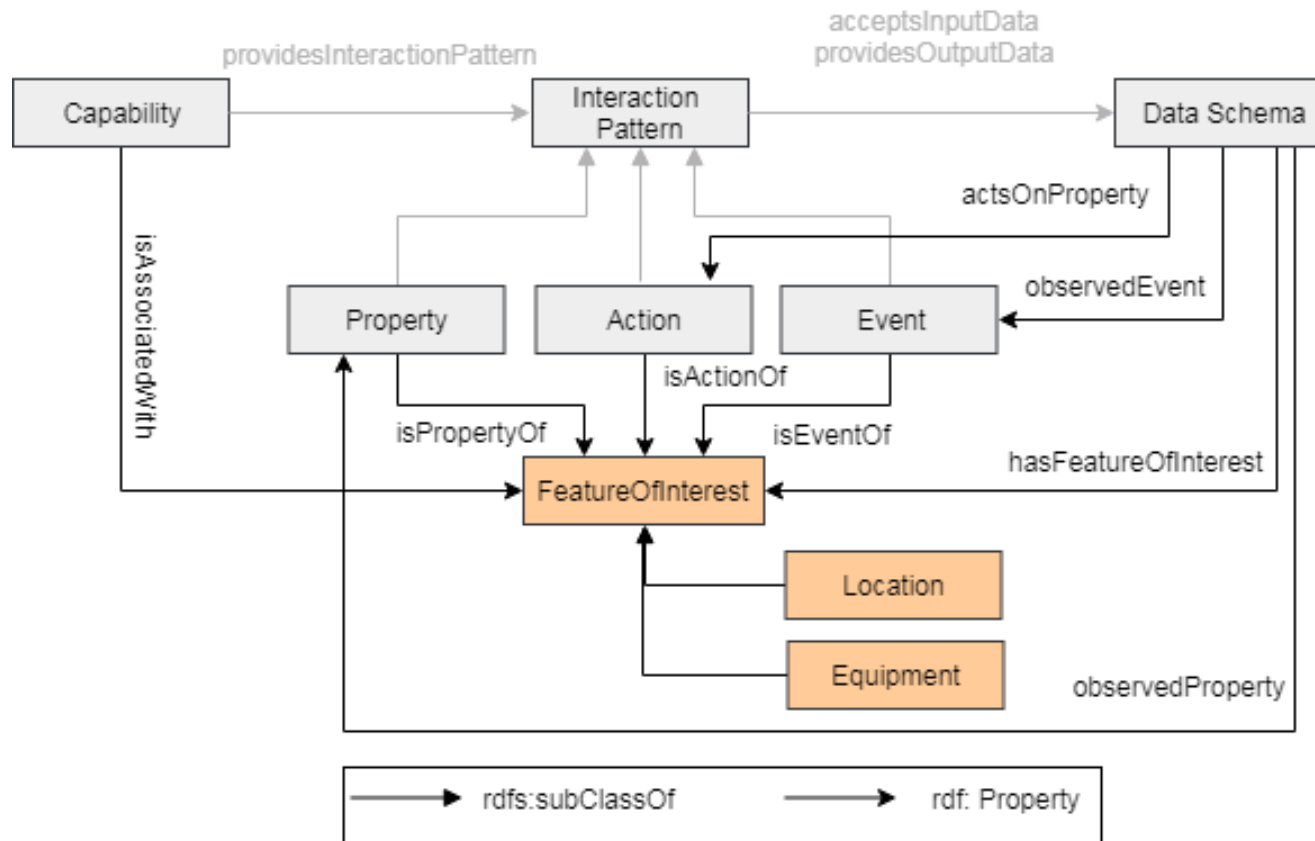 acceptsInputData
providesInteractionPattern
providesOutputData
Capability
Interaction
Pattern
Data Schema
actsOnProperty
isAssociatedWith
observedEvent
Property
Action
Event
isActionOf
isPropertyOf
isEventOf
hasFeatureOfInterest
FeatureOfInterest
Location
Equipment
observedProperty
rdfs:subClassOf
rdf: Property